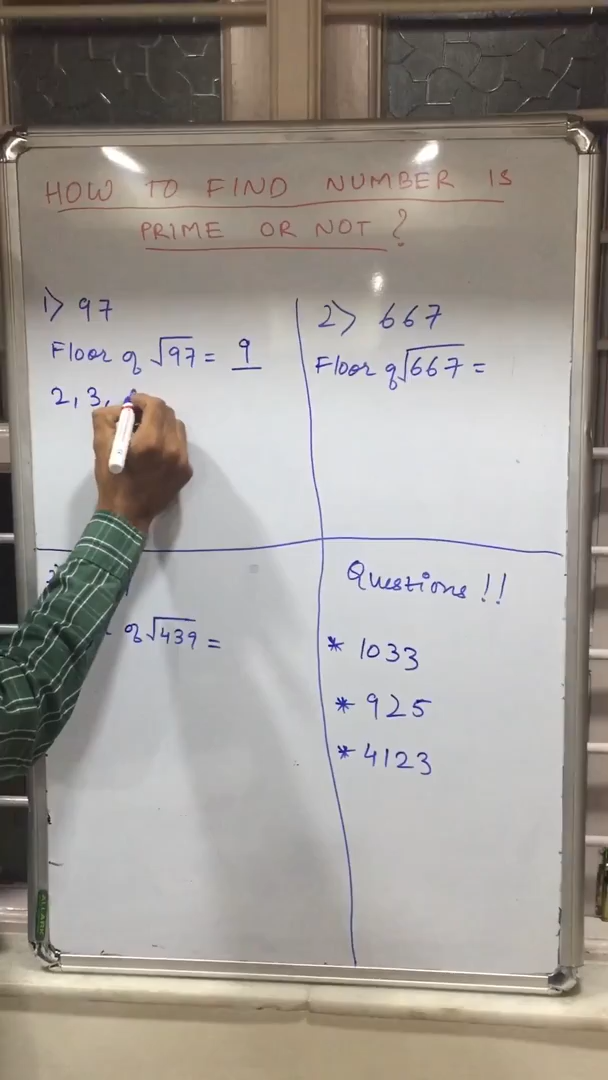 HOW TO FIND NUMBER IS
PRIME OR NOT?
1) 97
Floor of √97 = 9
2, 3,
2) 667
Floor of √667 =
of √439 =
Questions !!
* 1033
* 925
* 4123